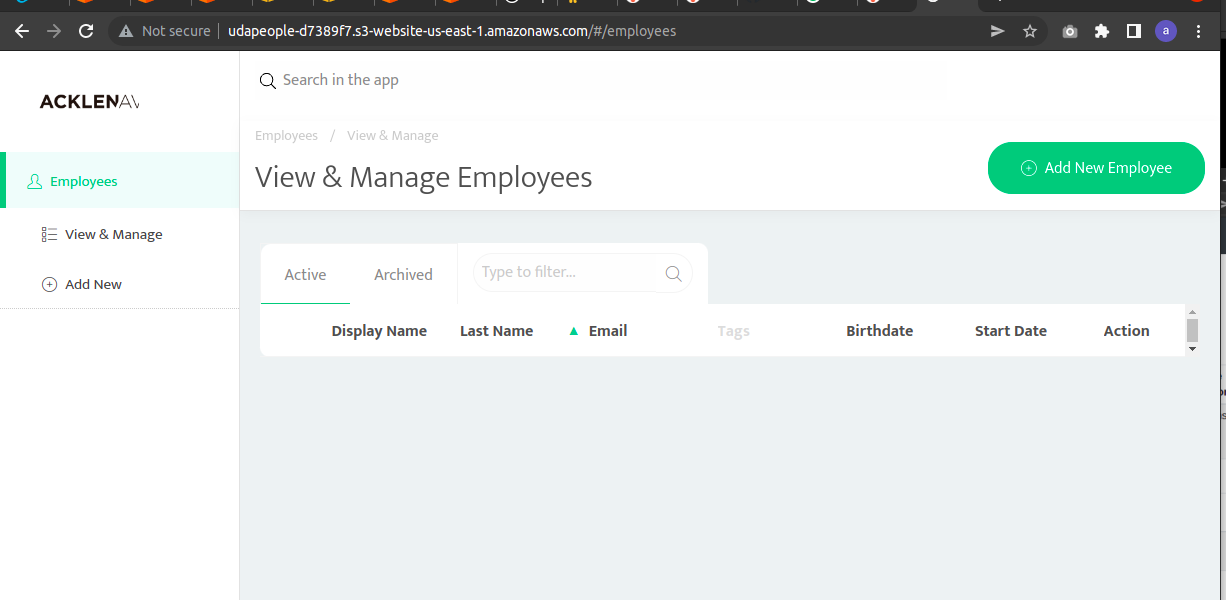 Not secure udapeople-d7389f7.s3-website-us-east-1.amazonaws.com/#/employees
a
ACKLENAV
Search in the app
Employees / View & Manage
View & Manage Employees
Add New Employee
Employees
View & Manage
Add New
Active Archived Type to filter...
Display Name Last Name Email Tags Birthdate Start Date Action